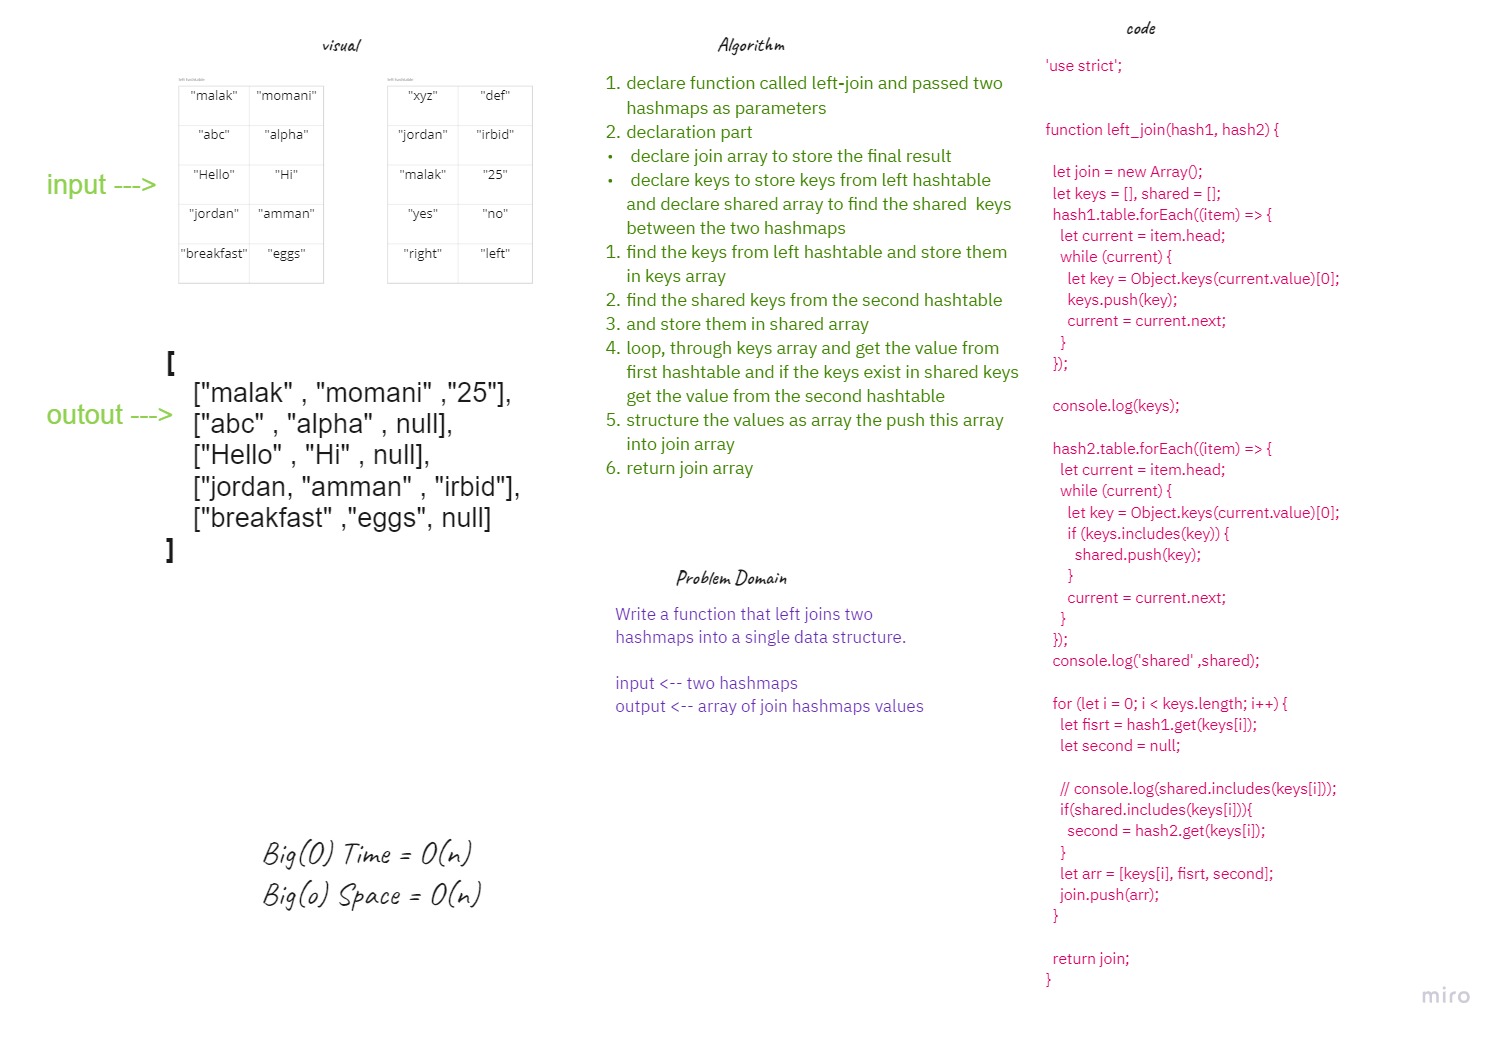 visual
left hashtable
left hashtable
"malak" "momani"
"abc" "alpha"
"Hello" "Hi"
"jordan" "amman"
"breakfast" "eggs"
"xyz" "def"
"jordan" "irbid"
"malak" "25"
"yes" "no"
"right" "left"
input --->
outout --->
[
["malak" , "momani" ,"25"],
["abc" , "alpha" , null],
["Hello" , "Hi" , null],
["jordan, "amman" , "irbid"],
["breakfast" ,"eggs", null]
]
Big(O) Time = O(n)
Big(o) Space = O(n)
Algorithm
1. declare function called left-join and passed two
hashmaps as parameters
2. declaration part
• declare join array to store the final result
• declare keys to store keys from left hashtable
and declare shared array to find the shared keys
between the two hashmaps
1. find the keys from left hashtable and store them
in keys array
2. find the shared keys from the second hashtable
3. and store them in shared array
4. loop, through keys array and get the value from
first hashtable and if the keys exist in shared keys
get the value from the second hashtable
5. structure the values as array the push this array
into join array
6. return join array
Problem Domain
Write a function that left joins two
hashmaps into a single data structure.
input <-- two hashmaps
output <-- array of join hashmaps values
code
'use strict';
function left_join(hash1, hash2) {
let join = new Array();
let keys = [], shared = [];
hash1.table.forEach((item) => {
let current = item.head;
while (current) {
let key = Object.keys(current.value)[0];
keys.push(key);
current = current.next;
}
});
console.log(keys);
hash2.table.forEach((item) => {
let current = item.head;
while (current) {
let key = Object.keys(current.value)[0];
if (keys.includes(key)) {
shared.push(key);
}
current = current.next;
}
});
console.log('shared' ,shared);
for (let i = 0; i < keys.length; i++) {
let fisrt = hash1.get(keys[i]);
let second = null;
// console.log(shared.includes(keys[i]));
if(shared.includes(keys[i])){
second = hash2.get(keys[i]);
}
let arr = [keys[i], fisrt, second];
join.push(arr);
}
return join;
}
miro